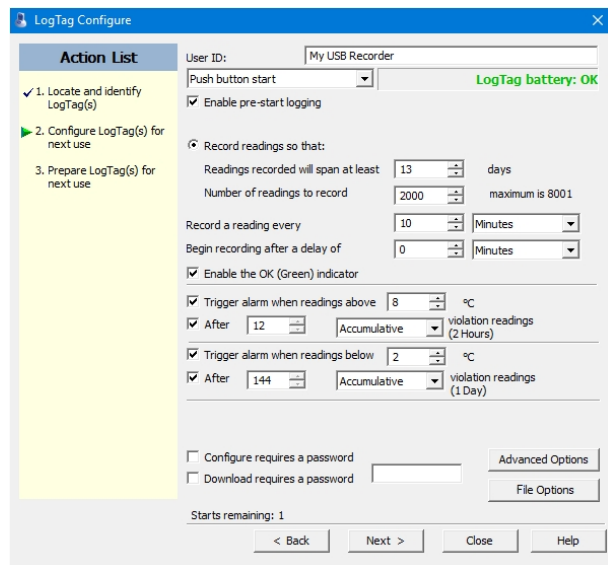 LogTag Configure
Action List
1. Locate and identify
LogTag(s)
2. Configure LogTag(s) for
next use
3. Prepare LogTag(s) for
next use
User ID: My USB Recorder
Push button start LogTag battery: OK
Enable pre-start logging
Record readings so that:
Readings recorded will span at least 13 days
Number of readings to record 2000 maximum is 8001
Record a reading every 10 Minutes
Begin recording after a delay of 0 Minutes
Enable the OK (Green) indicator
Trigger alarm when readings above 8 ºC
After 12 Accumulative violation readings
(2 Hours)
Trigger alarm when readings below 2 ºC
After 144 Accumulative violation readings
(1 Day)
Configure requires a password
Download requires a password
Advanced Options
File Options
Starts remaining: 1
< Back Next > Close Help